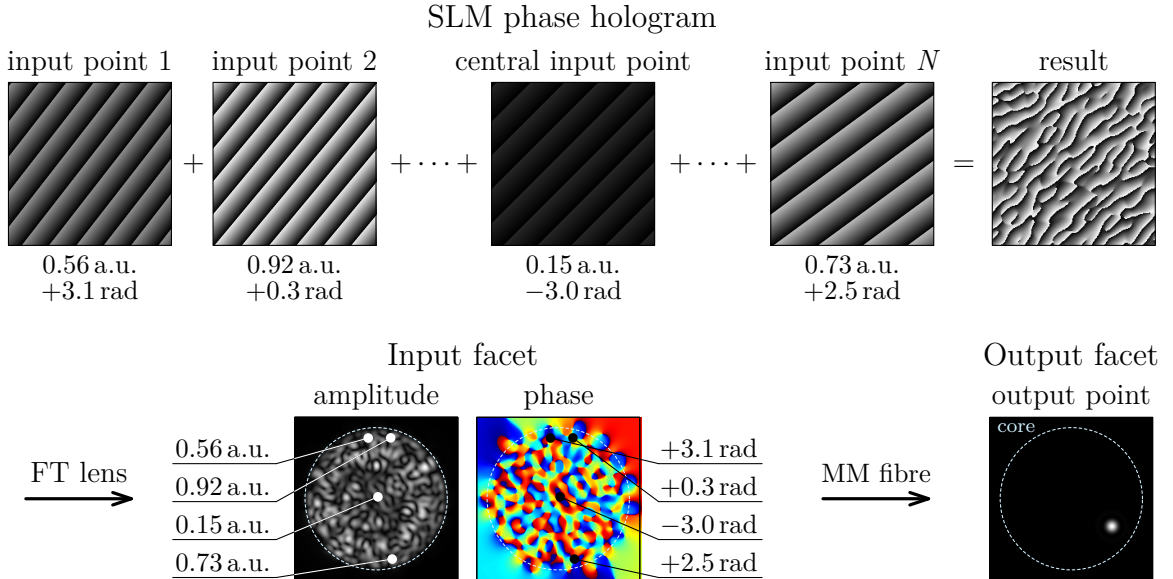 SLM phase hologram
input point 1
input point 2
central input point
input point N
result
+
+ · · · +
+ · · · +
=
0.56 a.u.
+3.1 rad
0.92 a.u.
+0.3 rad
0.15 a.u.
−3.0 rad
0.73 a.u.
+2.5 rad
Input facet
Output facet
amplitude
phase
output point
core
FT lens
0.56 a.u.
0.92 a.u.
0.15 a.u.
0.73 a.u.
+3.1 rad
+0.3 rad
−3.0 rad
+2.5 rad
MM fibre